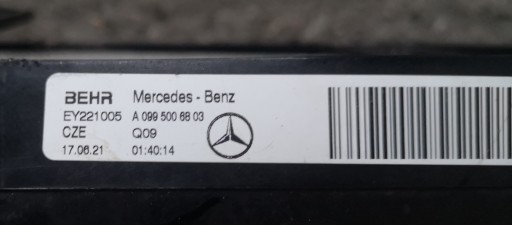 BEHR Mercedes-Benz
EY221005 A 099 500 68 03
CZE Q09
17.06.21 01:40:14